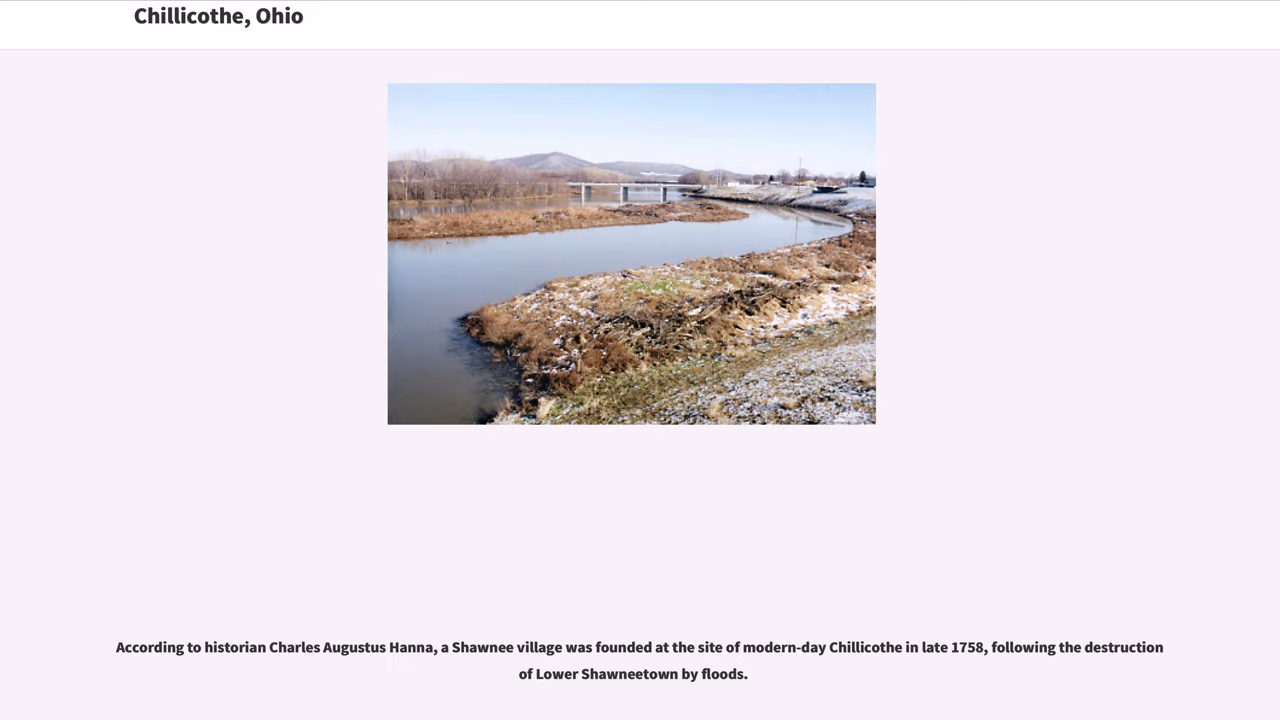 Chillicothe, Ohio
According to historian Charles Augustus Hanna, a Shawnee village was founded at the site of modern-day Chillicothe in late 1758, following the destruction
of Lower Shawneetown by floods.